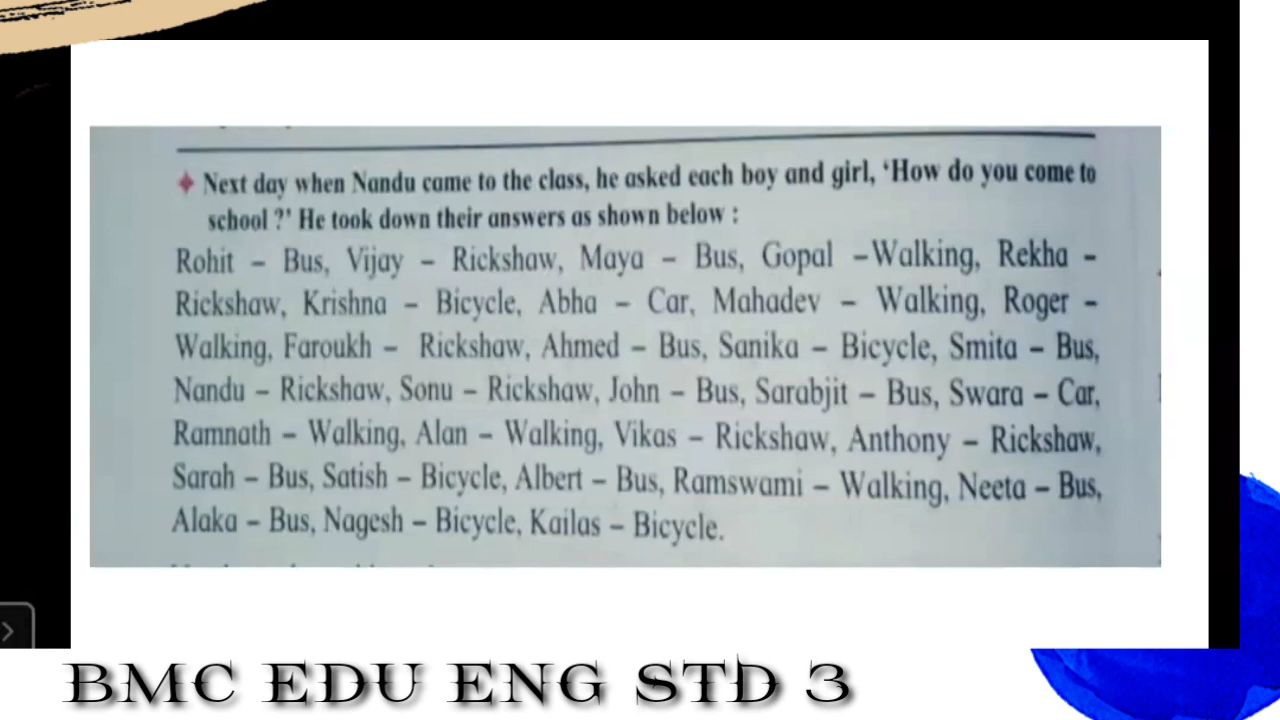 Next day when Nandu came to the class, he asked each boy and girl, ‘How do you come to
school ?’ He took down their answers as shown below :
Rohit – Bus, Vijay – Rickshaw, Maya – Bus, Gopal –Walking, Rekha –
Rickshaw, Krishna – Bicycle, Abha – Car, Mahadev – Walking, Roger –
Walking, Faroukh – Rickshaw, Ahmed – Bus, Sanika – Bicycle, Smita – Bus,
Nandu – Rickshaw, Sonu – Rickshaw, John – Bus, Sarabjit – Bus, Swara – Car,
Ramnath – Walking, Alan – Walking, Vikas – Rickshaw, Anthony – Rickshaw,
Sarah – Bus, Satish – Bicycle, Albert – Bus, Ramswami – Walking, Neeta – Bus,
Alaka – Bus, Nagesh – Bicycle, Kailas – Bicycle.
BMC EDU ENG STD 3